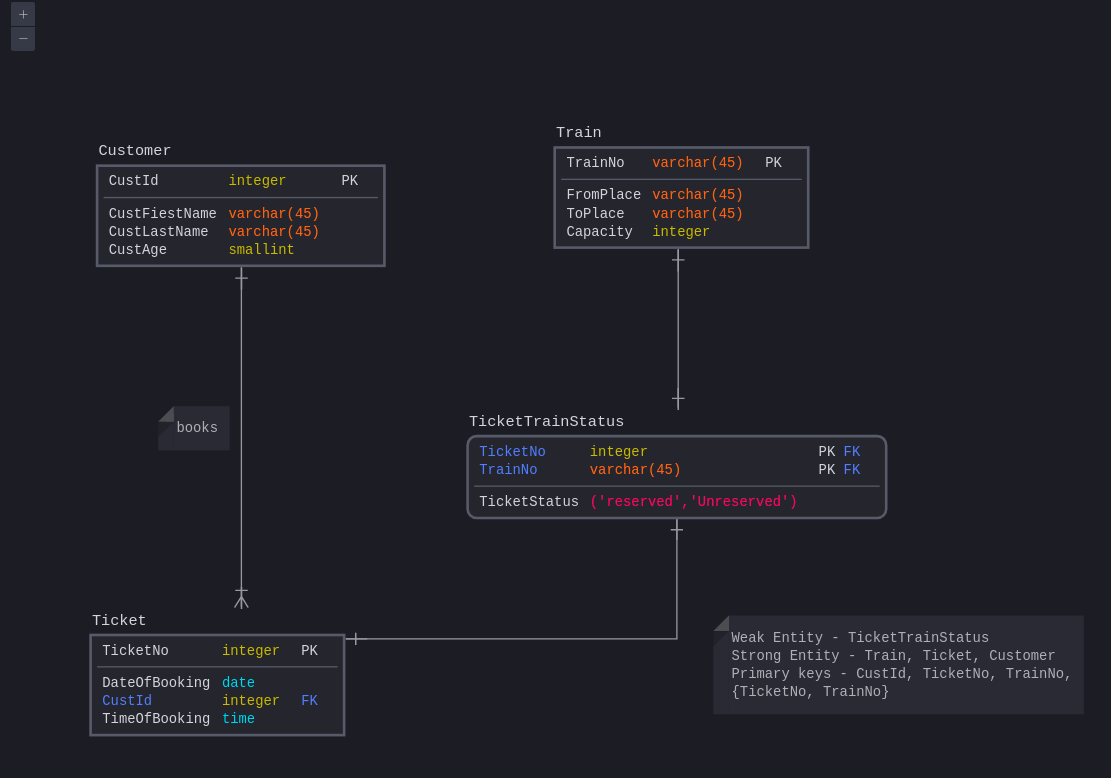 +
−
Customer
CustId integer PK
CustFiestName varchar(45)
CustLastName varchar(45)
CustAge smallint
Train
TrainNo varchar(45) PK
FromPlace varchar(45)
ToPlace varchar(45)
Capacity integer
books
TicketTrainStatus
TicketNo integer PK FK
TrainNo varchar(45) PK FK
TicketStatus ('reserved','Unreserved')
Ticket
TicketNo integer PK
DateOfBooking date
CustId integer FK
TimeOfBooking time
Weak Entity - TicketTrainStatus
Strong Entity - Train, Ticket, Customer
Primary keys - CustId, TicketNo, TrainNo,
{TicketNo, TrainNo}